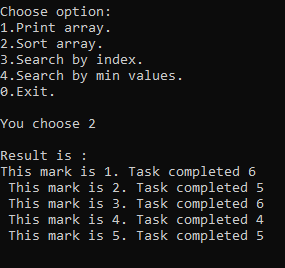 Choose option:
1.Print array.
2.Sort array.
3.Search by index.
4.Search by min values.
0.Exit.
You choose 2
Result is :
This mark is 1. Task completed 6
This mark is 2. Task completed 5
This mark is 3. Task completed 6
This mark is 4. Task completed 4
This mark is 5. Task completed 5